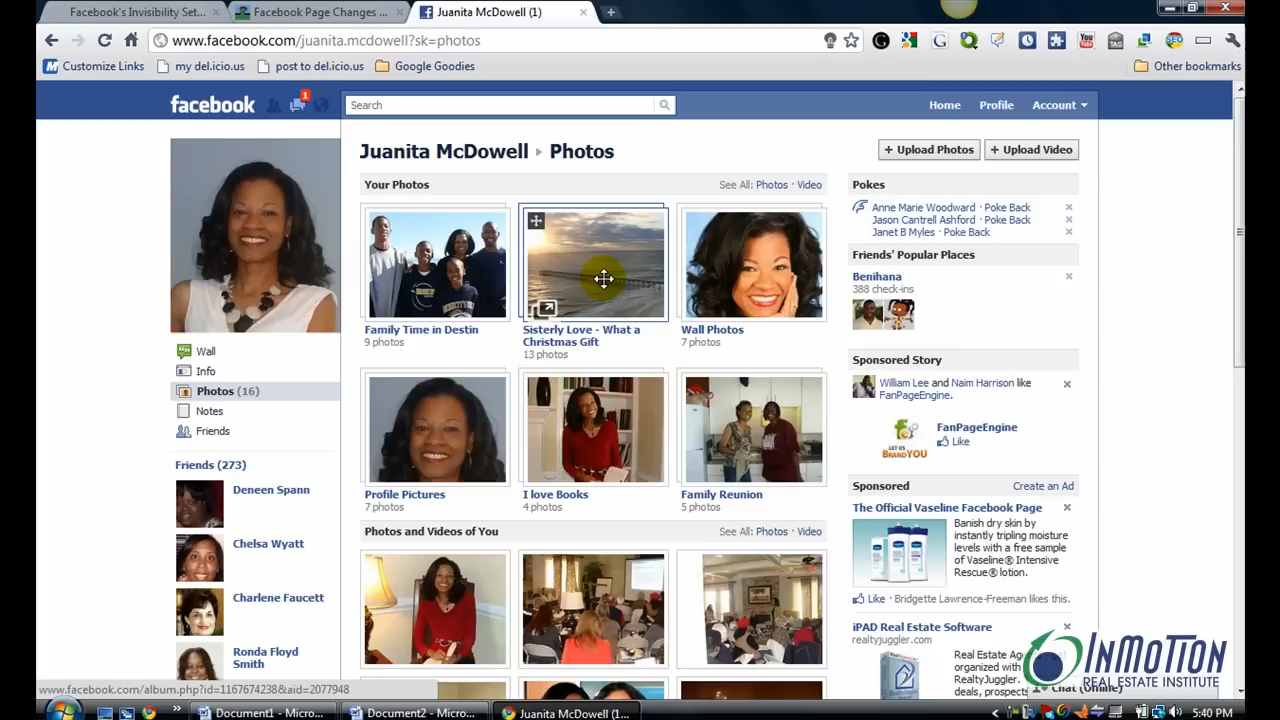 Facebook's Invisibility Set...
Facebook Page Changes ...
Juanita McDowell (1)
www.facebook.com/juanita.mcdowell?sk=photos
Customize Links
my del.icio.us
post to del.icio.us
Google Goodies
Other bookmarks
facebook
1
Search
Home
Profile
Account
Juanita McDowell ▸ Photos
+ Upload Photos
+ Upload Video
Your Photos
See All: Photos · Video
Family Time in Destin
9 photos
Sisterly Love - What a
Christmas Gift
13 photos
Wall Photos
7 photos
Profile Pictures
7 photos
I love Books
4 photos
Family Reunion
5 photos
Photos and Videos of You
See All: Photos · Video
Wall
Info
Photos (16)
Notes
Friends
Friends (273)
Deneen Spann
Chelsa Wyatt
Charlene Faucett
Ronda Floyd
Smith
Pokes
Anne Marie Woodward · Poke Back
Jason Cantrell Ashford · Poke Back
Janet B Myles · Poke Back
Friends' Popular Places
Benihana
388 check-ins
Sponsored Story
William Lee and Naim Harrison like
FanPageEngine.
LET US
BRAND YOU
FanPageEngine
Like
Sponsored
Create an Ad
The Official Vaseline Facebook Page
Banish dry skin by
instantly tripling moisture
levels with a free sample
of Vaseline® Intensive
Rescue® lotion.
Like · Bridgette Lawrence-Freeman likes this.
iPAD Real Estate Software
realtyjuggler.com
Real Estate Age
organized with
RealtyJuggler.
deals, prospects
Chat (Offline)
INMOTION
REAL ESTATE INSTITUTE
www.facebook.com/album.php?id=1167674238&aid=2077948
Document1 - Micro...
Document2 - Micro...
Juanita McDowell (1...
5:40 PM